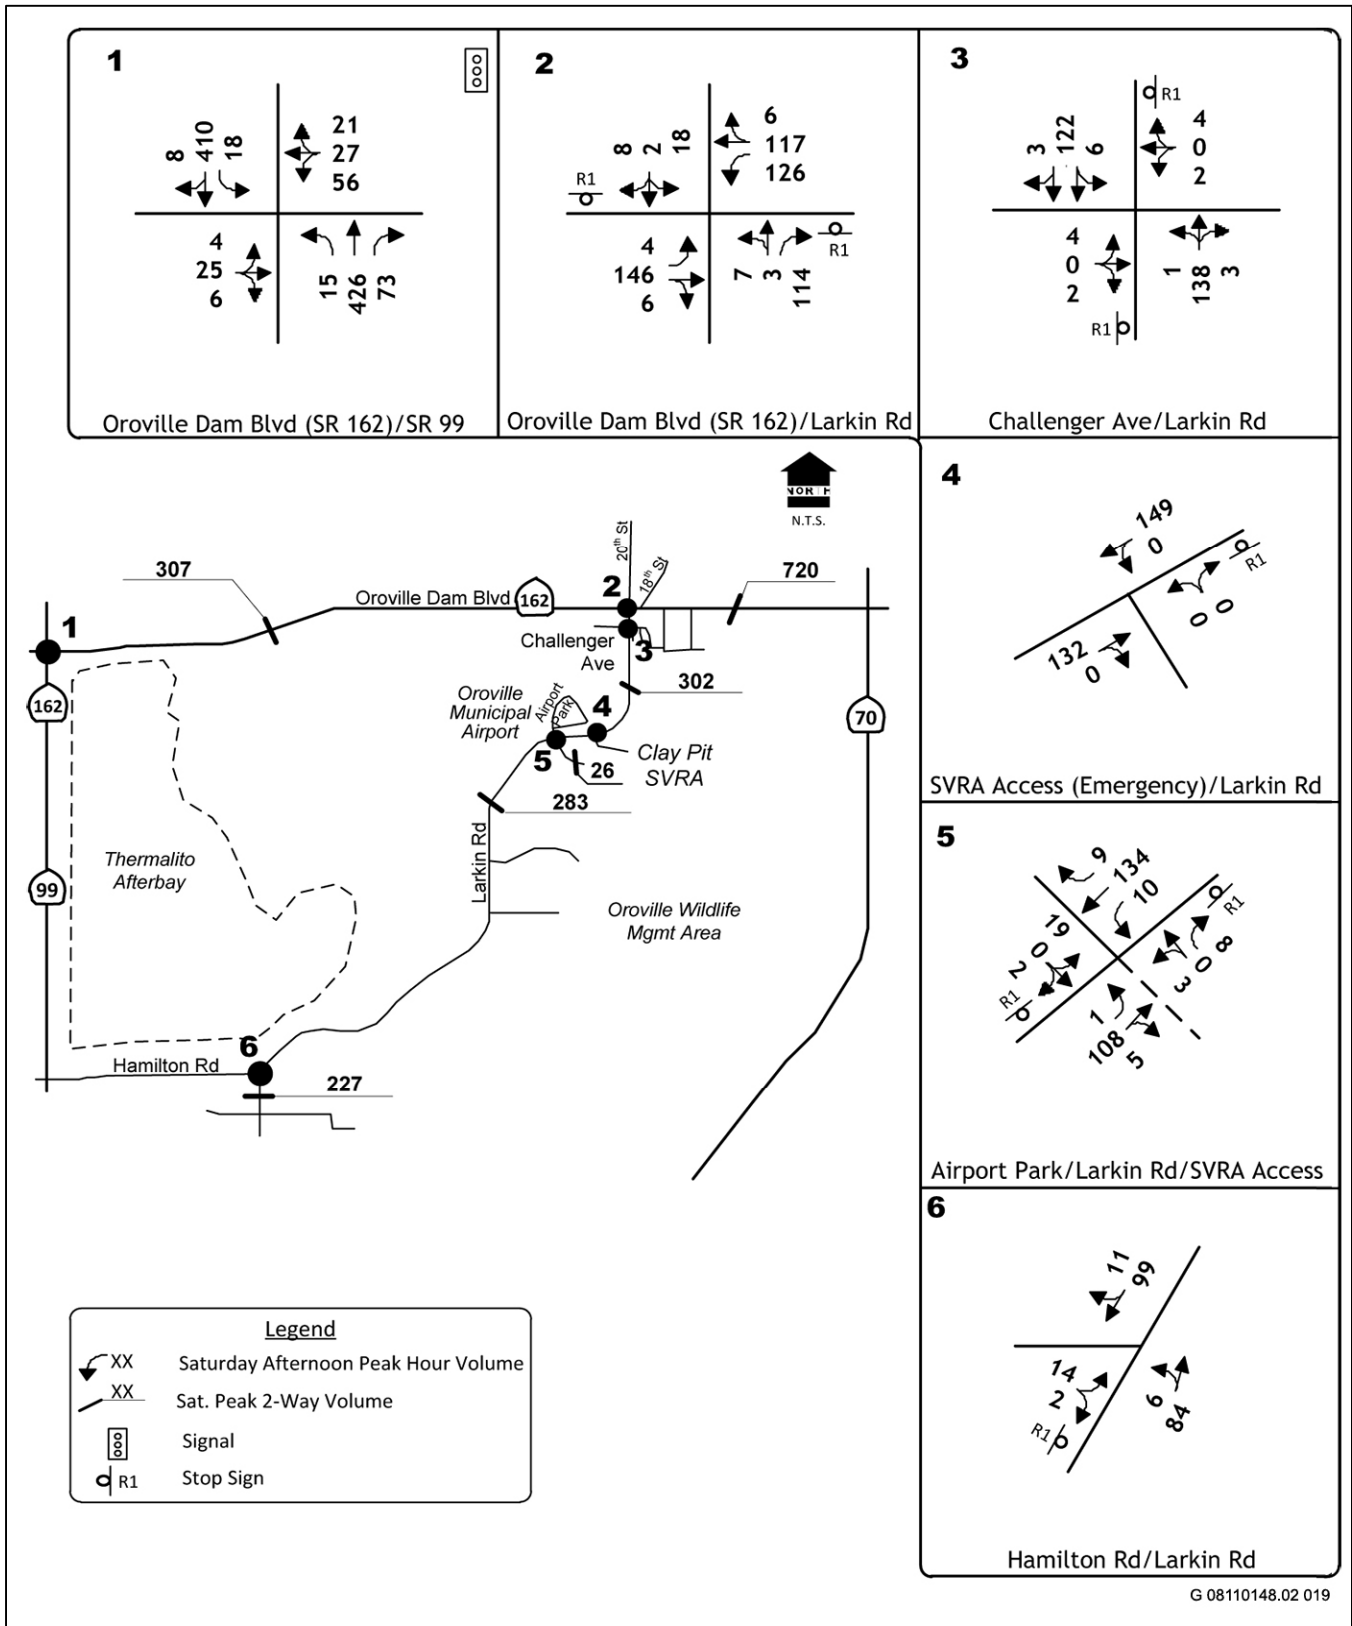 1
8
410
18
21
27
56
4
25
6
15
426
73
Oroville Dam Blvd (SR 162)/SR 99
2
R1
8
2
18
6
117
126
4
146
6
7
3
114
R1
Oroville Dam Blvd (SR 162)/Larkin Rd
3
R1
3
122
6
4
0
2
4
0
2
1
138
3
R1
Challenger Ave/Larkin Rd
NORTH
N.T.S.
20th St
18th St
307
Oroville Dam Blvd
162
2
720
1
Challenger
Ave
3
302
162
Oroville
Municipal
Airport
Airport
Park
4
70
5
26
Clay Pit
SVRA
283
Thermalito
Afterbay
99
Larkin Rd
Oroville Wildlife
Mgmt Area
6
Hamilton Rd
227
4
149
0
R1
0
0
132
0
SVRA Access (Emergency)/Larkin Rd
5
9
134
10
R1
19
0
2
R1
8
0
3
1
108
5
Airport Park/Larkin Rd/SVRA Access
6
11
99
14
2
R1
6
84
Hamilton Rd/Larkin Rd
Legend
XX Saturday Afternoon Peak Hour Volume
XX Sat. Peak 2-Way Volume
Signal
R1 Stop Sign
G 08110148.02 019